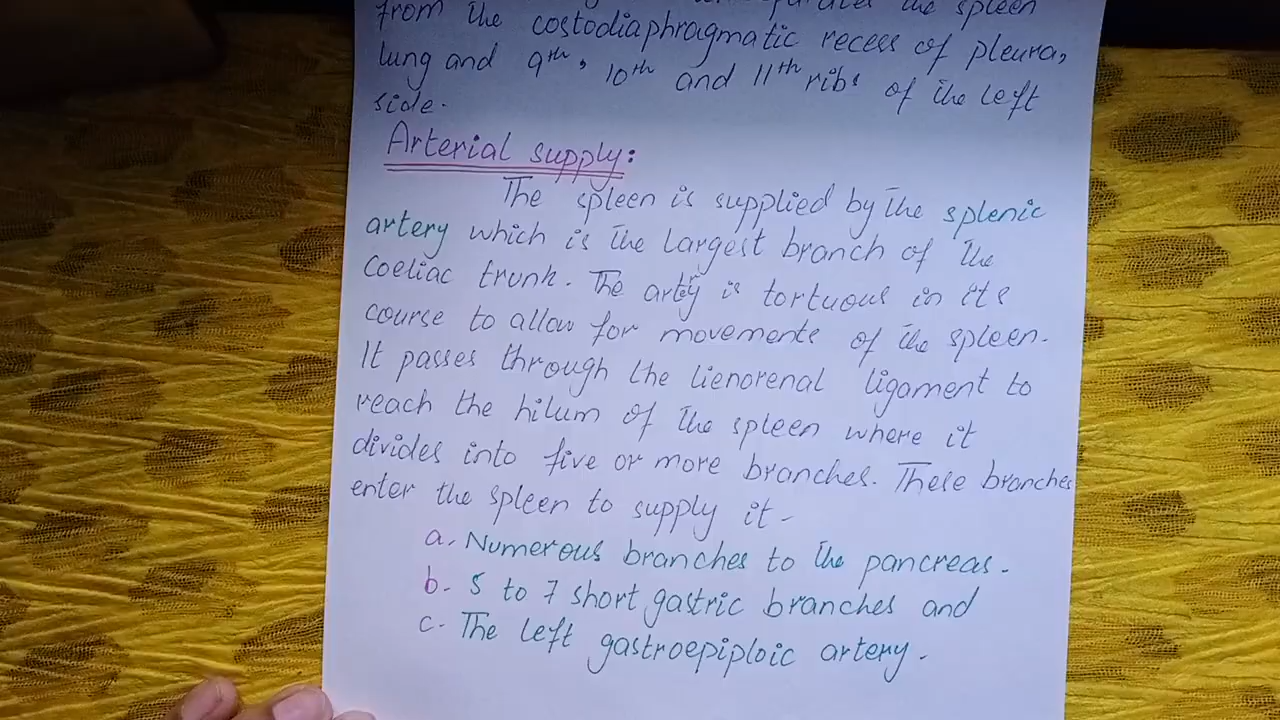 the spleen
from the costodiaphragmatic recess of pleura,
lung and 9th, 10th and 11th ribs of the left
side.
Arterial supply:
The spleen is supplied by the splenic
artery which is the largest branch of the
coeliac trunk. The artery is tortuous in its
course to allow for movements of the spleen.
It passes through the lienorenal ligament to
reach the hilum of the spleen where it
divides into five or more branches. These branches
enter the spleen to supply it-
a. Numerous branches to the pancreas.
b. 5 to 7 short gastric branches and
c. The left gastroepiploic artery.